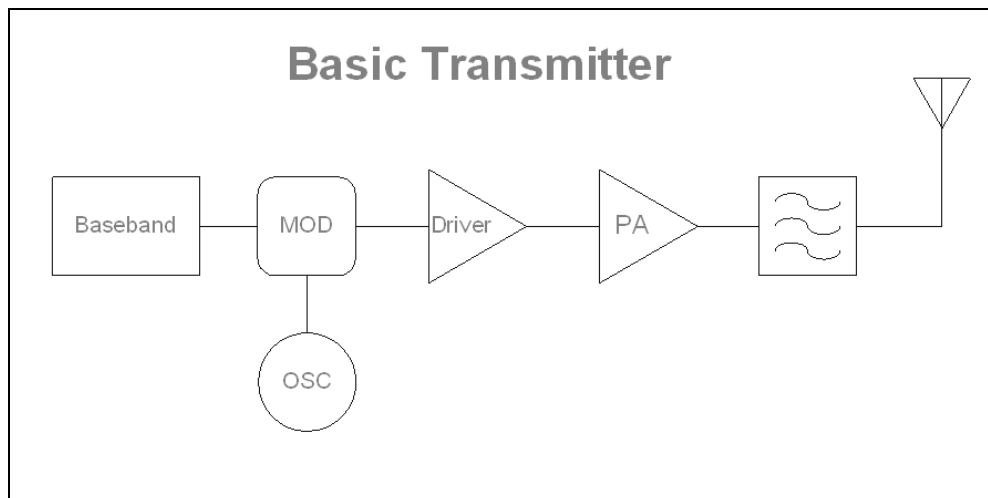 Basic Transmitter
Baseband
MOD
Driver
PA
OSC